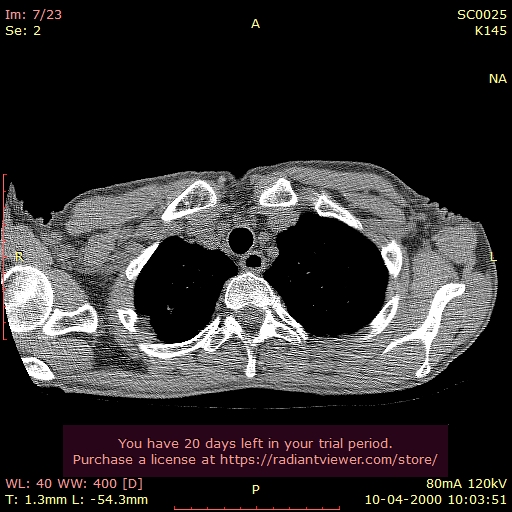 Im: 7/23
Se: 2
A
SC0025
K145
NA
R
L
You have 20 days left in your trial period.
Purchase a license at https://radiantviewer.com/store/
WL: 40 WW: 400 [D]
T: 1.3mm L: -54.3mm
P
80mA 120kV
10-04-2000 10:03:51